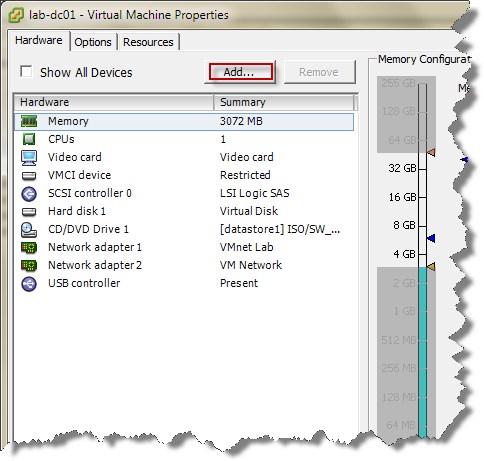 lab-dc01 - Virtual Machine Properties
Hardware Options Resources
Show All Devices Add... Remove
Hardware Summary
Memory 3072 MB
CPUs 1
Video card Video card
VMCI device Restricted
SCSI controller 0 LSI Logic SAS
Hard disk 1 Virtual Disk
CD/DVD Drive 1 [datastore1] ISO/SW_...
Network adapter 1 VMnet Lab
Network adapter 2 VM Network
USB controller Present
Memory Configurat
255 GB
128 GB
64 GB
32 GB
16 GB
8 GB
4 GB
2 GB
1 GB
512 MB
256 MB
128 MB
64 MB